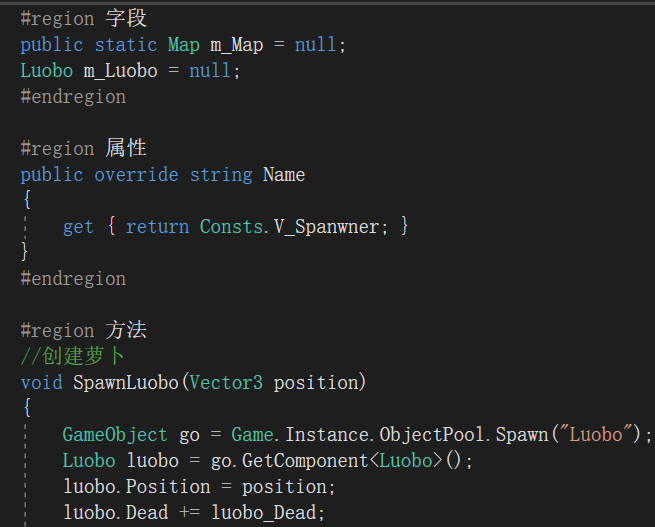 #region 字段
public static Map m_Map = null;
Luobo m_Luobo = null;
#endregion
#region 属性
public override string Name
{
get { return Consts.V_Spanwner; }
}
#endregion
#region 方法
//创建萝卜
void SpawnLuobo(Vector3 position)
{
GameObject go = Game.Instance.ObjectPool.Spawn("Luobo");
Luobo luobo = go.GetComponent<Luobo>();
luobo.Position = position;
luobo.Dead += luobo_Dead;